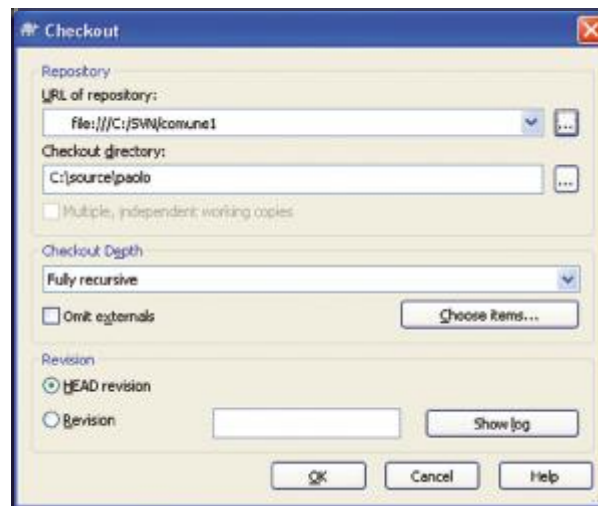 Checkout
Repository
URL of repository:
file:///C:/SVN/comune1
...
Checkout directory:
C:\source\paolo
...
Multiple, independent working copies
Checkout Depth
Fully recursive
Omit externals
Choose items...
Revision
HEAD revision
Revision
Show log
OK
Cancel
Help